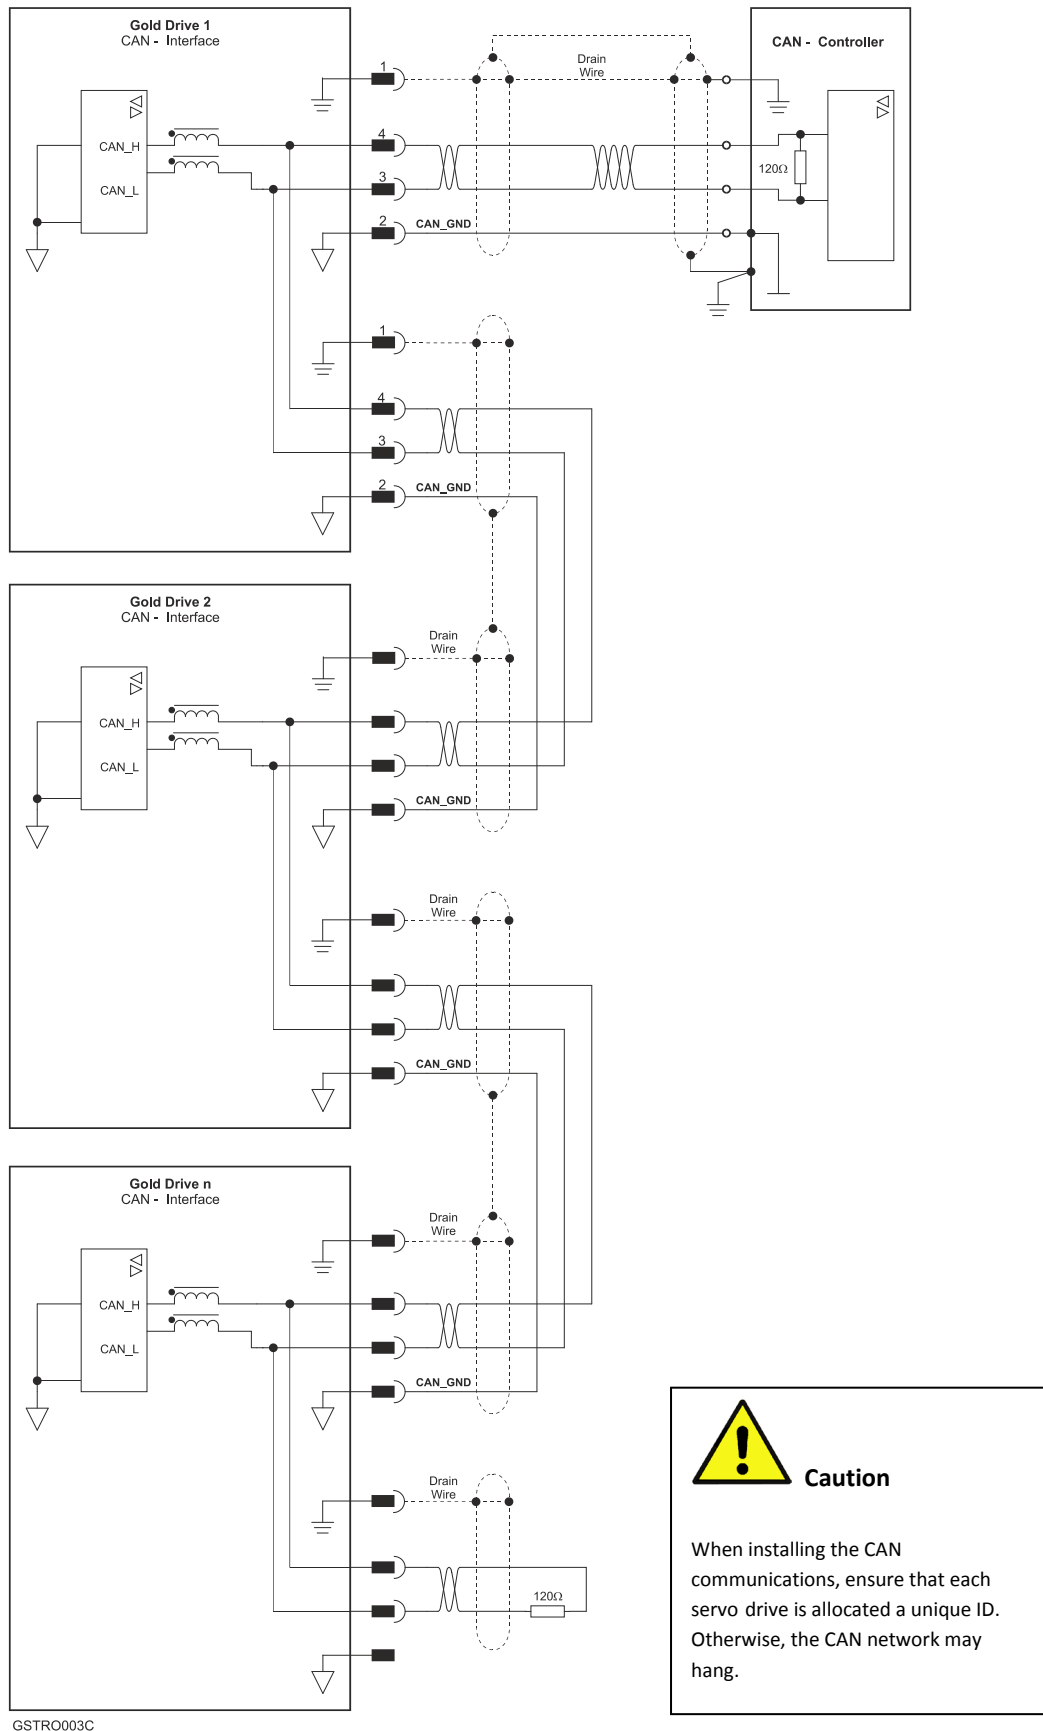 Gold Drive 1
CAN - Interface
CAN_H
CAN_L
1
4
3
2
CAN_GND
Drain
Wire
CAN - Controller
120Ω
1
4
3
2
CAN_GND
Gold Drive 2
CAN - Interface
CAN_H
CAN_L
Drain
Wire
CAN_GND
Drain
Wire
CAN_GND
Gold Drive n
CAN - Interface
CAN_H
CAN_L
Drain
Wire
CAN_GND
Drain
Wire
120Ω
GSTRO003C
Caution
When installing the CAN
communications, ensure that each
servo drive is allocated a unique ID.
Otherwise, the CAN network may
hang.